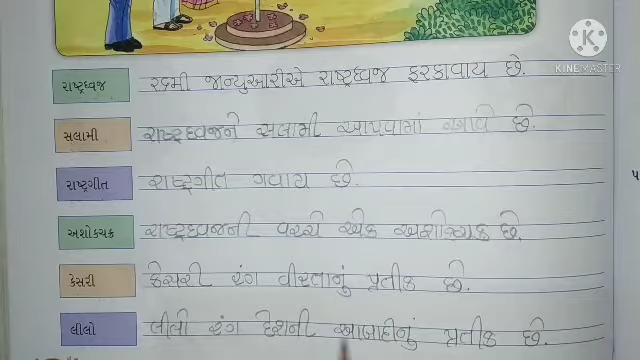 KINEMASTER
રાષ્ટ્રધ્વજ ૨૬મી જાન્યુઆરીએ રાષ્ટ્રધ્વજ ફરકાવાય છે.
સલામી રાષ્ટ્રધ્વજને સલામી આપવામાં આવે છે.
રાષ્ટ્રગીત રાષ્ટ્રગીત ગવાય છે.
અશોકચક્ર રાષ્ટ્રધ્વજની વચ્ચે એક અશોકચક્ર છે.
કેસરી કેસરી રંગ વીરતાનું પ્રતીક છે.
લીલો લીલો રંગ દેશની આબાદીનું પ્રતીક છે.